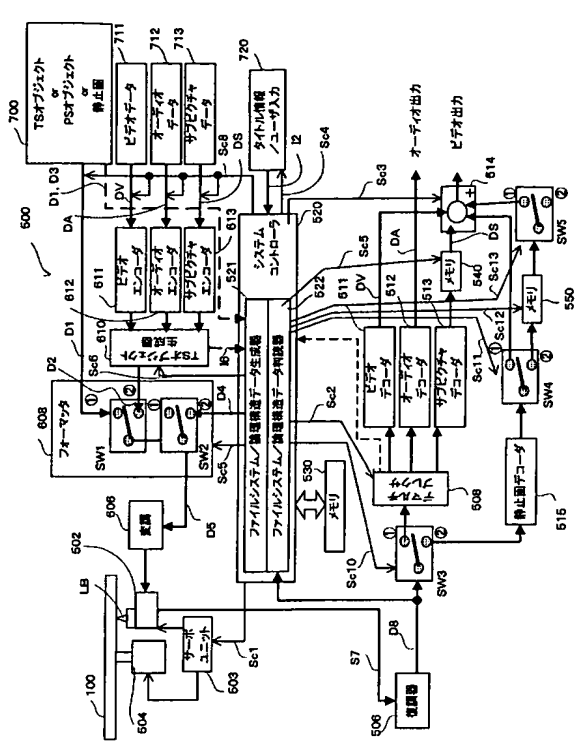 600
700
TSオブジェクト
or
PSオブジェクト
or
静止画
711
ビデオデータ
712
オーディオ
データ
713
サブピクチャ
データ
720
タイトル情報
/ユーザ入力
D1, D3
DV
DA
DS
Sc8
I2
Sc4
611
ビデオ
エンコーダ
612
オーディオ
エンコーダ
613
サブピクチャ
エンコーダ
610
TSオブジェクト
生成器
D1
D2
Sc6
I6
608
フォーマッタ
①
②
SW1
①
②
SW2
D4
Sc5
D5
606
変調
502
LB
100
504
サーボ
ユニット
503
Sc1
520
システム
コントローラ
521
ファイルシステム/論理構造データ生成器
522
ファイルシステム/論理構造データ判読器
530
メモリ
Sc2
Sc10
S7
D8
506
復調器
①
②
SW3
デマルチ
プレクサ
508
511
ビデオ
デコーダ
512
オーディオ
デコーダ
513
サブピクチャ
デコーダ
DV
DA
DS
Sc5
Sc3
メモリ
540
514
+
オーディオ出力
ビデオ出力
515
静止画デコーダ
①
②
SW4
Sc11
Sc12
Sc13
メモリ
550
①
②
SW5